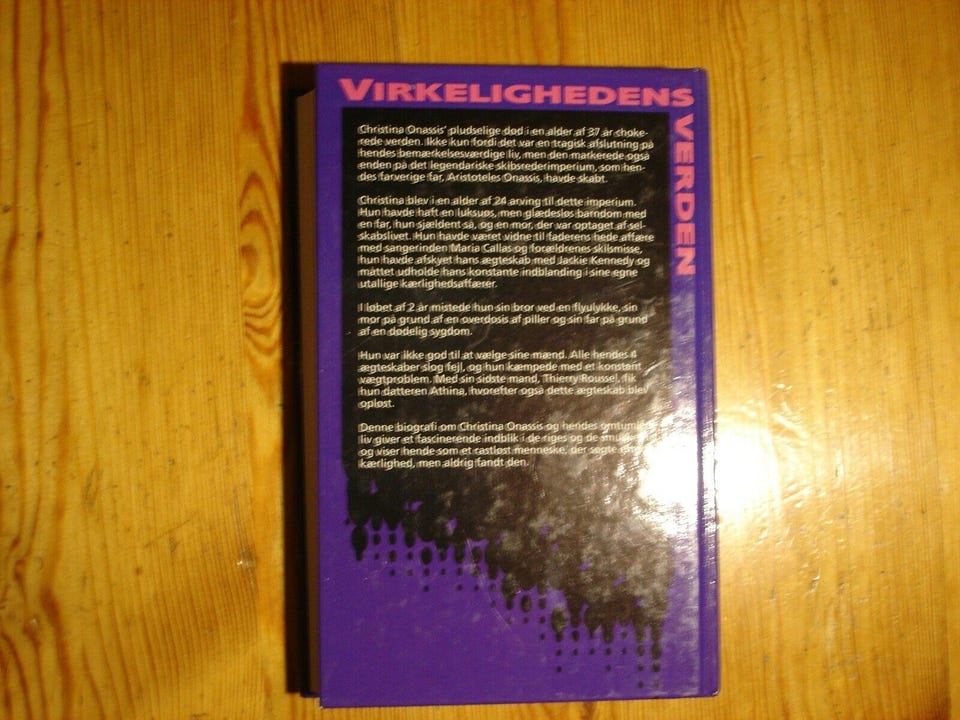 VIRKELIGHEDENS
VERDEN
Christina Onassis' pludselige død i en alder af 37 år choke-
rede verden. Ikke kun fordi det var en tragisk afslutning på
hendes bemærkelsesværdige liv, men den markerede også
enden på det legendariske skibsrederimperium, som hen-
des farverige far, Aristoteles Onassis, havde skabt.
Christina blev i en alder af 24 arving til dette imperium.
Hun havde haft en luksuøs, men glædesløs barndom med
en far, hun sjældent så, og en mor, der var optaget af sel-
skabslivet. Hun havde været vidne til faderens hede affære
med sangerinden Maria Callas og forældrenes skilsmisse,
hun havde afskyet hans ægteskab med Jackie Kennedy og
måttet udholde hans konstante indblanding i sine egne
utallige kærlighedsaffærer.
I løbet af 2 år mistede hun sin bror ved en flyulykke, sin
mor på grund af en overdosis af piller og sin far på grund
af en dødelig sygdom.
Hun var ikke god til at vælge sine mænd. Alle hendes 4
ægteskaber slog fejl, og hun kæmpede med et konstant
vægtproblem. Med sin sidste mand, Thierry Roussel, fik
hun datteren Athina, hvorefter også dette ægteskab blev
opløst.
Denne biografi om Christina Onassis og hendes omtumlede
liv giver et fascinerende indblik i de riges og de smukkes
og viser hende som et rastløst menneske, der søgte
kærlighed, men aldrig fandt den.